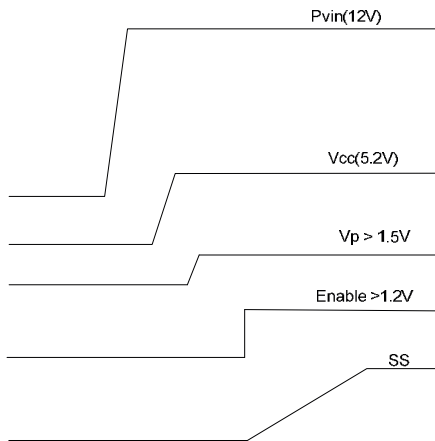 Pvin(12V)
Vcc(5.2V)
Vp > 1.5V
Enable >1.2V
SS